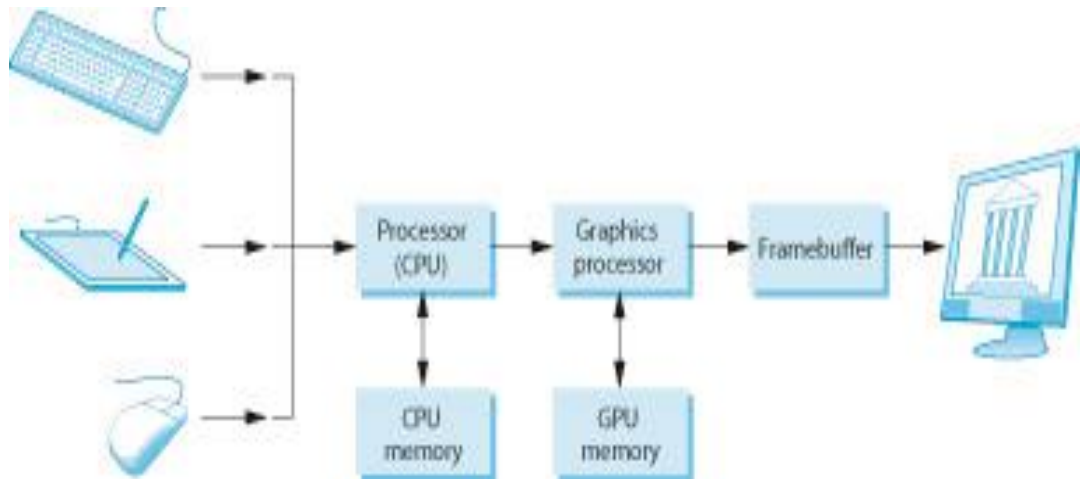 Processor
(CPU)
Graphics
processor
Framebuffer
CPU
memory
GPU
memory